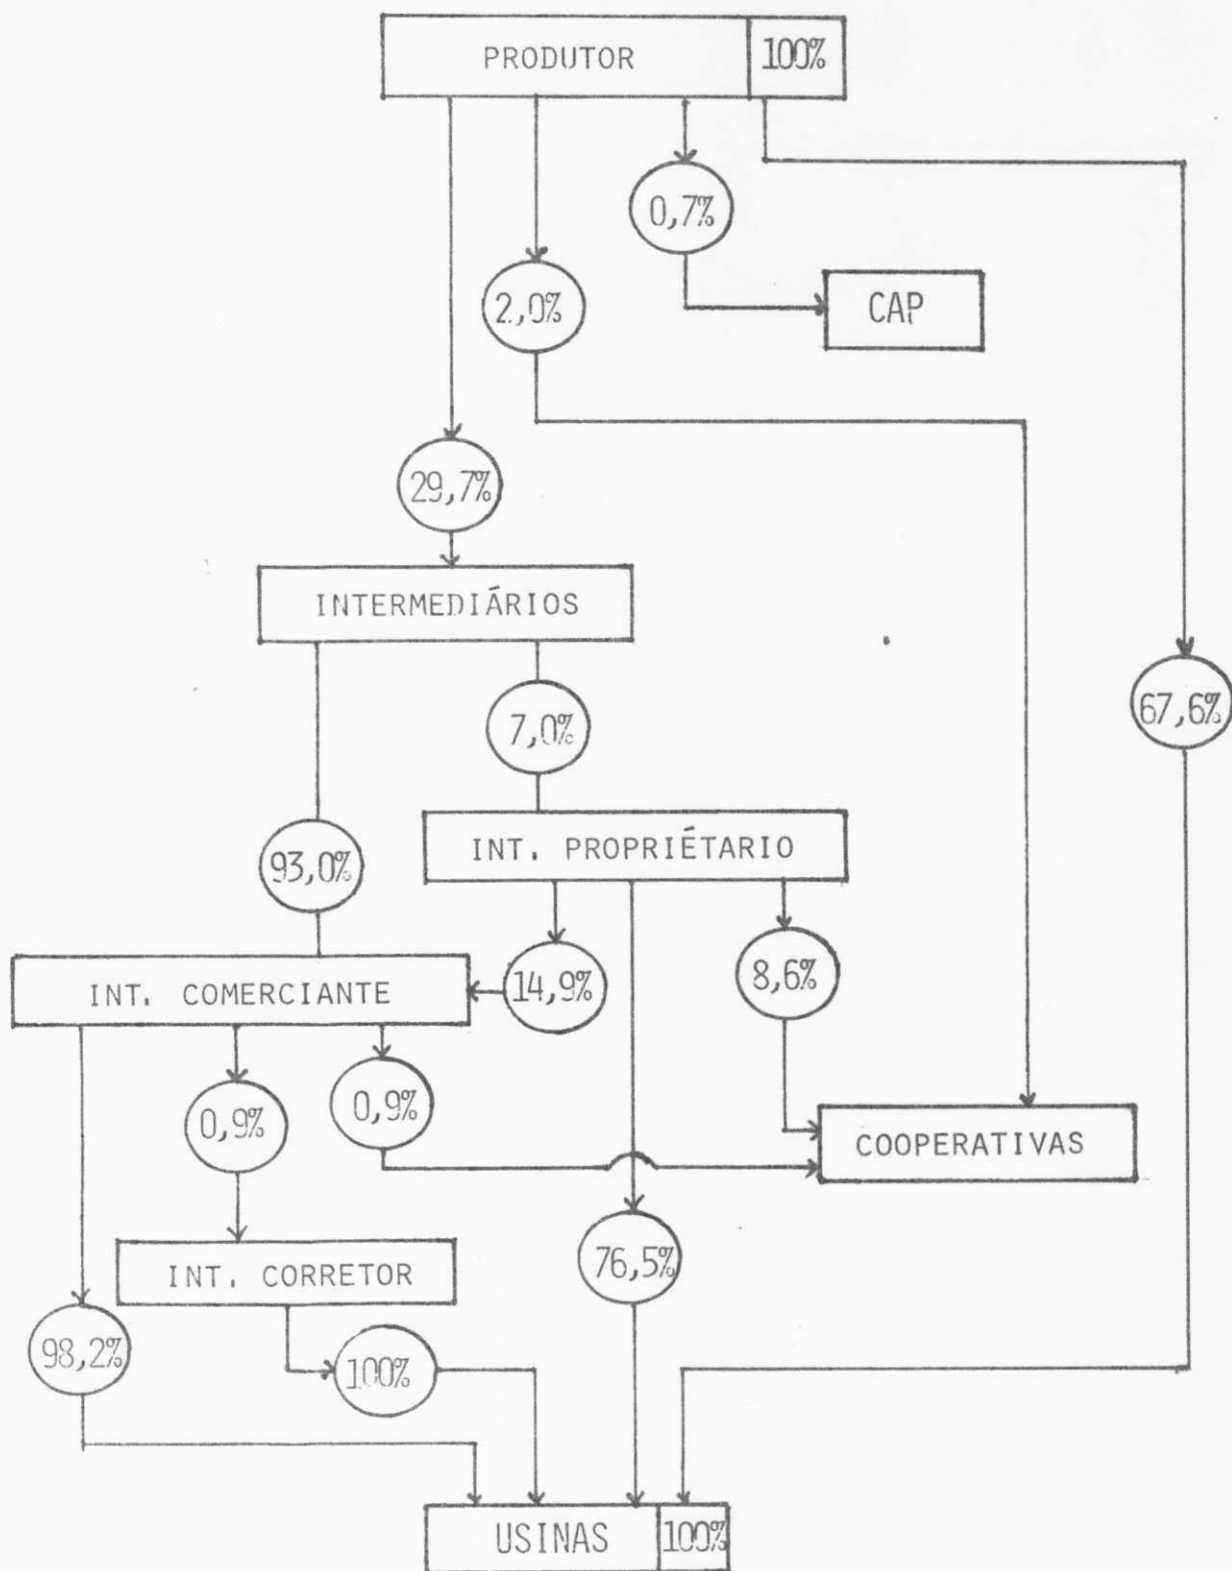 PRODUTOR 100%
0,7%
2,0%
CAP
29,7%
INTERMEDIÁRIOS
67,6%
7,0%
INT. PROPRIÉTARIO
93,0%
14,9%
8,6%
INT. COMERCIANTE
0,9%
0,9%
COOPERATIVAS
76,5%
INT. CORRETOR
98,2%
100%
USINAS 100%